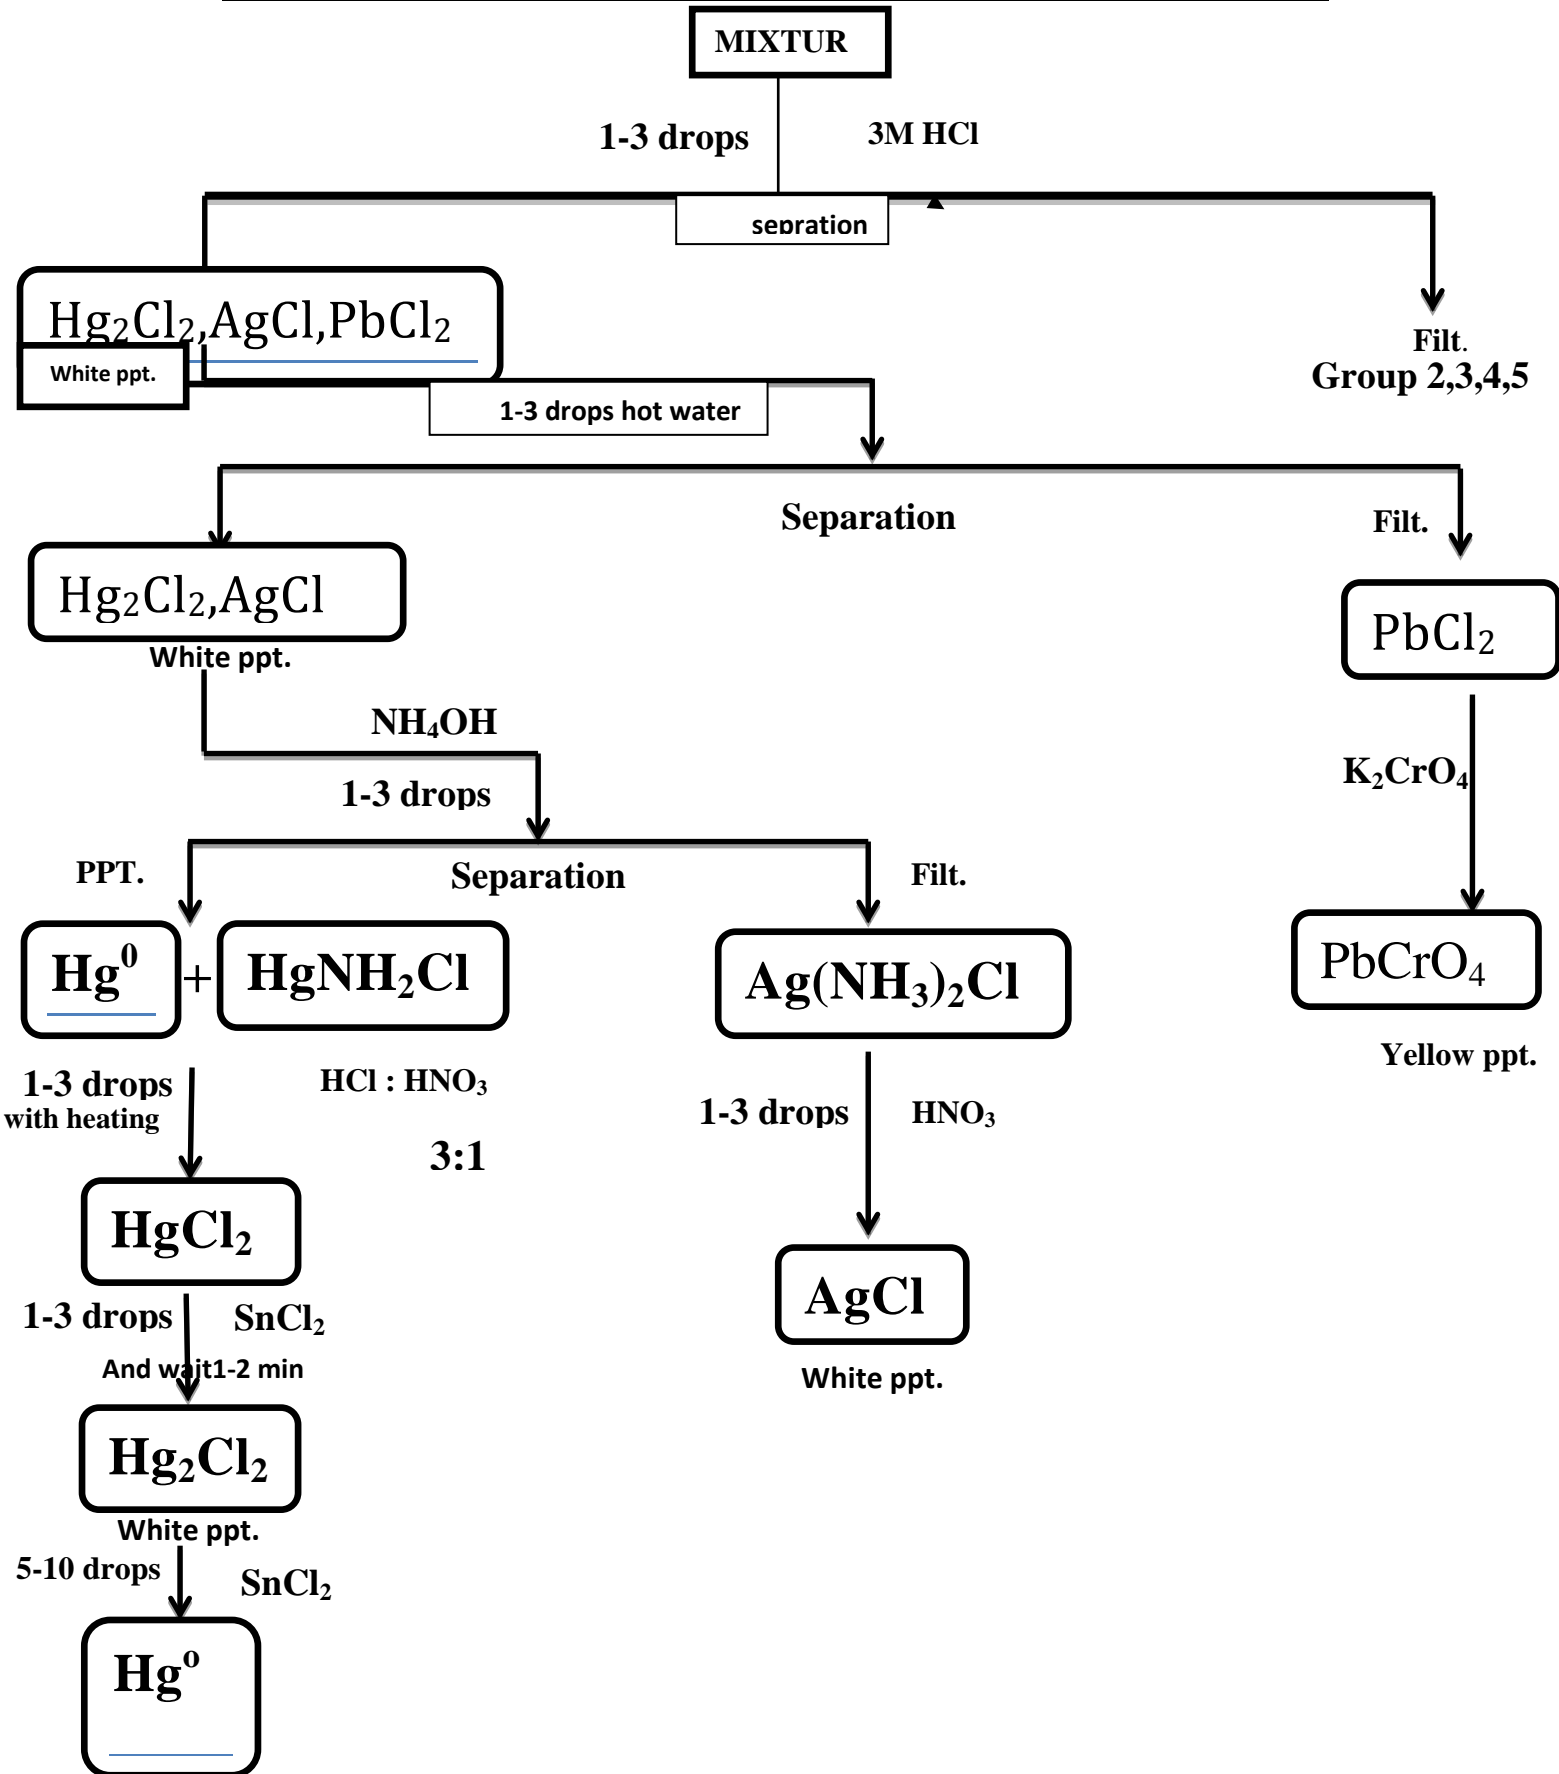 MIXTUR
1-3 drops 3M HCl
sepration
Hg₂Cl₂,AgCl,PbCl₂
White ppt.
Filt.
Group 2,3,4,5
1-3 drops hot water
Separation
Filt.
Hg₂Cl₂,AgCl
White ppt.
PbCl₂
NH₄OH
1-3 drops
K₂CrO₄
PPT.
Separation
Filt.
Hg⁰ + HgNH₂Cl
Ag(NH₃)₂Cl
PbCrO₄
Yellow ppt.
1-3 drops
with heating
HCl : HNO₃
3:1
1-3 drops HNO₃
HgCl₂
AgCl
White ppt.
1-3 drops SnCl₂
And wait1-2 min
Hg₂Cl₂
White ppt.
5-10 drops SnCl₂
Hgᵒ